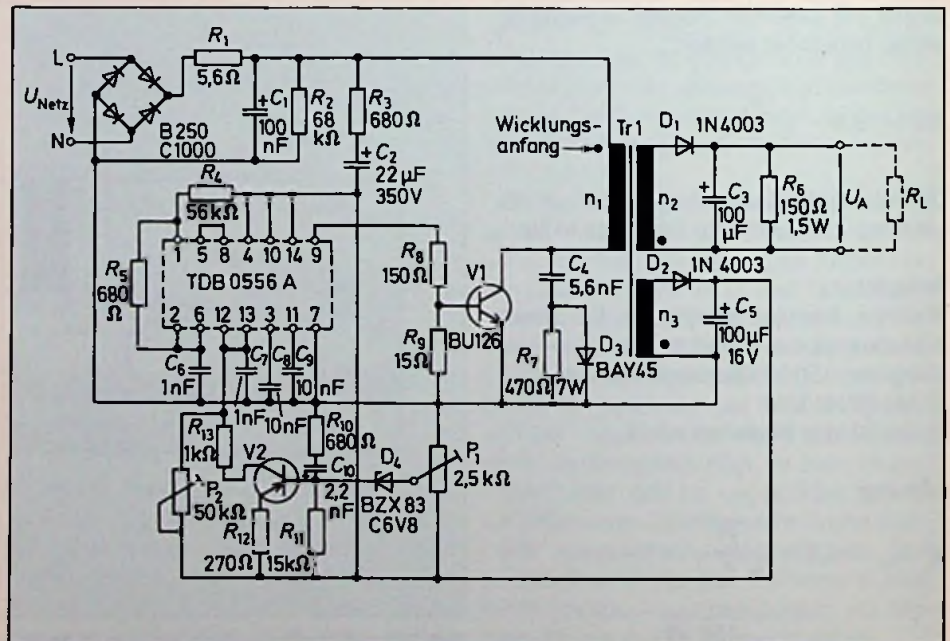 L
U Netz
N
B 250
C1000
R1
5,6Ω
+ C1
100
nF
R2
68
kΩ
R3
680Ω
+ C2
22µF
350V
Wicklungs-
anfang
Tr1
n1
n2
n3
D1 1N4003
+ C3
100
µF
R6
150Ω
1,5W
UA
RL
D2 1N 4003
+ C5
100µF
16V
R4
56kΩ
1 5 8 4 10 14 9
TDB 0556 A
2 6 12 13 3 11 7
R5
680
Ω
R8
150Ω
R9
15Ω
V1
BU126
C4
5,6nF
R7
470Ω 7W
D3
BAY45
C6
1nF
C7
1nF
C8
10nF
C9
10 nF
R13
1kΩ
V2
R10
680Ω
C10
2,2
nF
D4
BZX 83
C6V8
P1
2,5kΩ
P2
50kΩ
R12
270Ω
R11
15kΩ